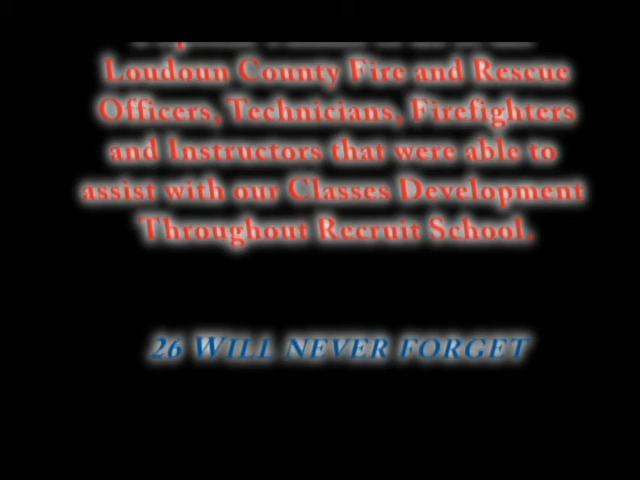 Loudoun County Fire and Rescue
Officers, Technicians, Firefighters
and Instructors that were able to
assist with our Classes Development
Throughout Recruit School.
26 WILL NEVER FORGET